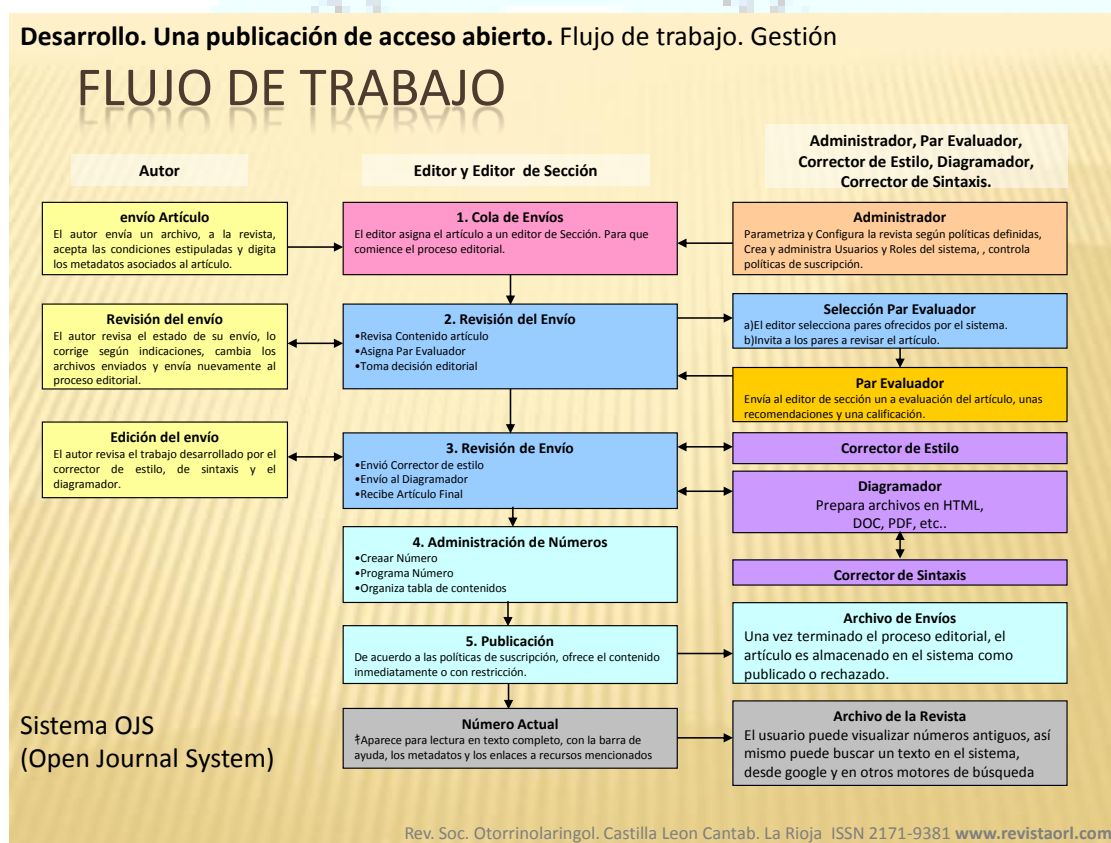 Desarrollo. Una publicación de acceso abierto. Flujo de trabajo. Gestión
FLUJO DE TRABAJO
Autor
Editor y Editor de Sección
Administrador, Par Evaluador,
Corrector de Estilo, Diagramador,
Corrector de Sintaxis.
envío Artículo
El autor envía un archivo, a la revista,
acepta las condiciones estipuladas y digita
los metadatos asociados al artículo.
1. Cola de Envíos
El editor asigna el artículo a un editor de Sección. Para que
comience el proceso editorial.
Administrador
Parametriza y Configura la revista según políticas definidas,
Crea y administra Usuarios y Roles del sistema, , controla
políticas de suscripción.
Revisión del envío
El autor revisa el estado de su envío, lo
corrige según indicaciones, cambia los
archivos enviados y envía nuevamente al
proceso editorial.
2. Revisión del Envío
•Revisa Contenido artículo
•Asigna Par Evaluador
•Toma decisión editorial
Selección Par Evaluador
a)El editor selecciona pares ofrecidos por el sistema.
b)Invita a los pares a revisar el artículo.
Par Evaluador
Envía al editor de sección un a evaluación del artículo, unas
recomendaciones y una calificación.
Edición del envío
El autor revisa el trabajo desarrollado por el
corrector de estilo, de sintaxis y el
diagramador.
3. Revisión de Envío
•Envió Corrector de estilo
•Envío al Diagramador
•Recibe Artículo Final
Corrector de Estilo
Diagramador
Prepara archivos en HTML,
DOC, PDF, etc..
Corrector de Sintaxis
4. Administración de Números
•Creaar Número
•Programa Número
•Organiza tabla de contenidos
5. Publicación
De acuerdo a las políticas de suscripción, ofrece el contenido
inmediatamente o con restricción.
Archivo de Envíos
Una vez terminado el proceso editorial, el
artículo es almacenado en el sistema como
publicado o rechazado.
Número Actual
‡Aparece para lectura en texto completo, con la barra de
ayuda, los metadatos y los enlaces a recursos mencionados
Archivo de la Revista
El usuario puede visualizar números antiguos, así
mismo puede buscar un texto en el sistema,
desde google y en otros motores de búsqueda
Sistema OJS
(Open Journal System)
Rev. Soc. Otorrinolaringol. Castilla Leon Cantab. La Rioja ISSN 2171-9381 www.revistaorl.com